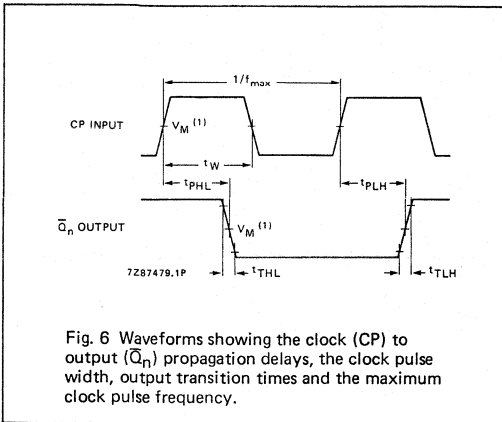 1/fmax
CP INPUT
VM (1)
tW
tPHL
tPLH
Q̅n OUTPUT
VM (1)
7Z87479.1P
tTHL
tTLH
Fig. 6 Waveforms showing the clock (CP) to
output (Q̅n) propagation delays, the clock pulse
width, output transition times and the maximum
clock pulse frequency.